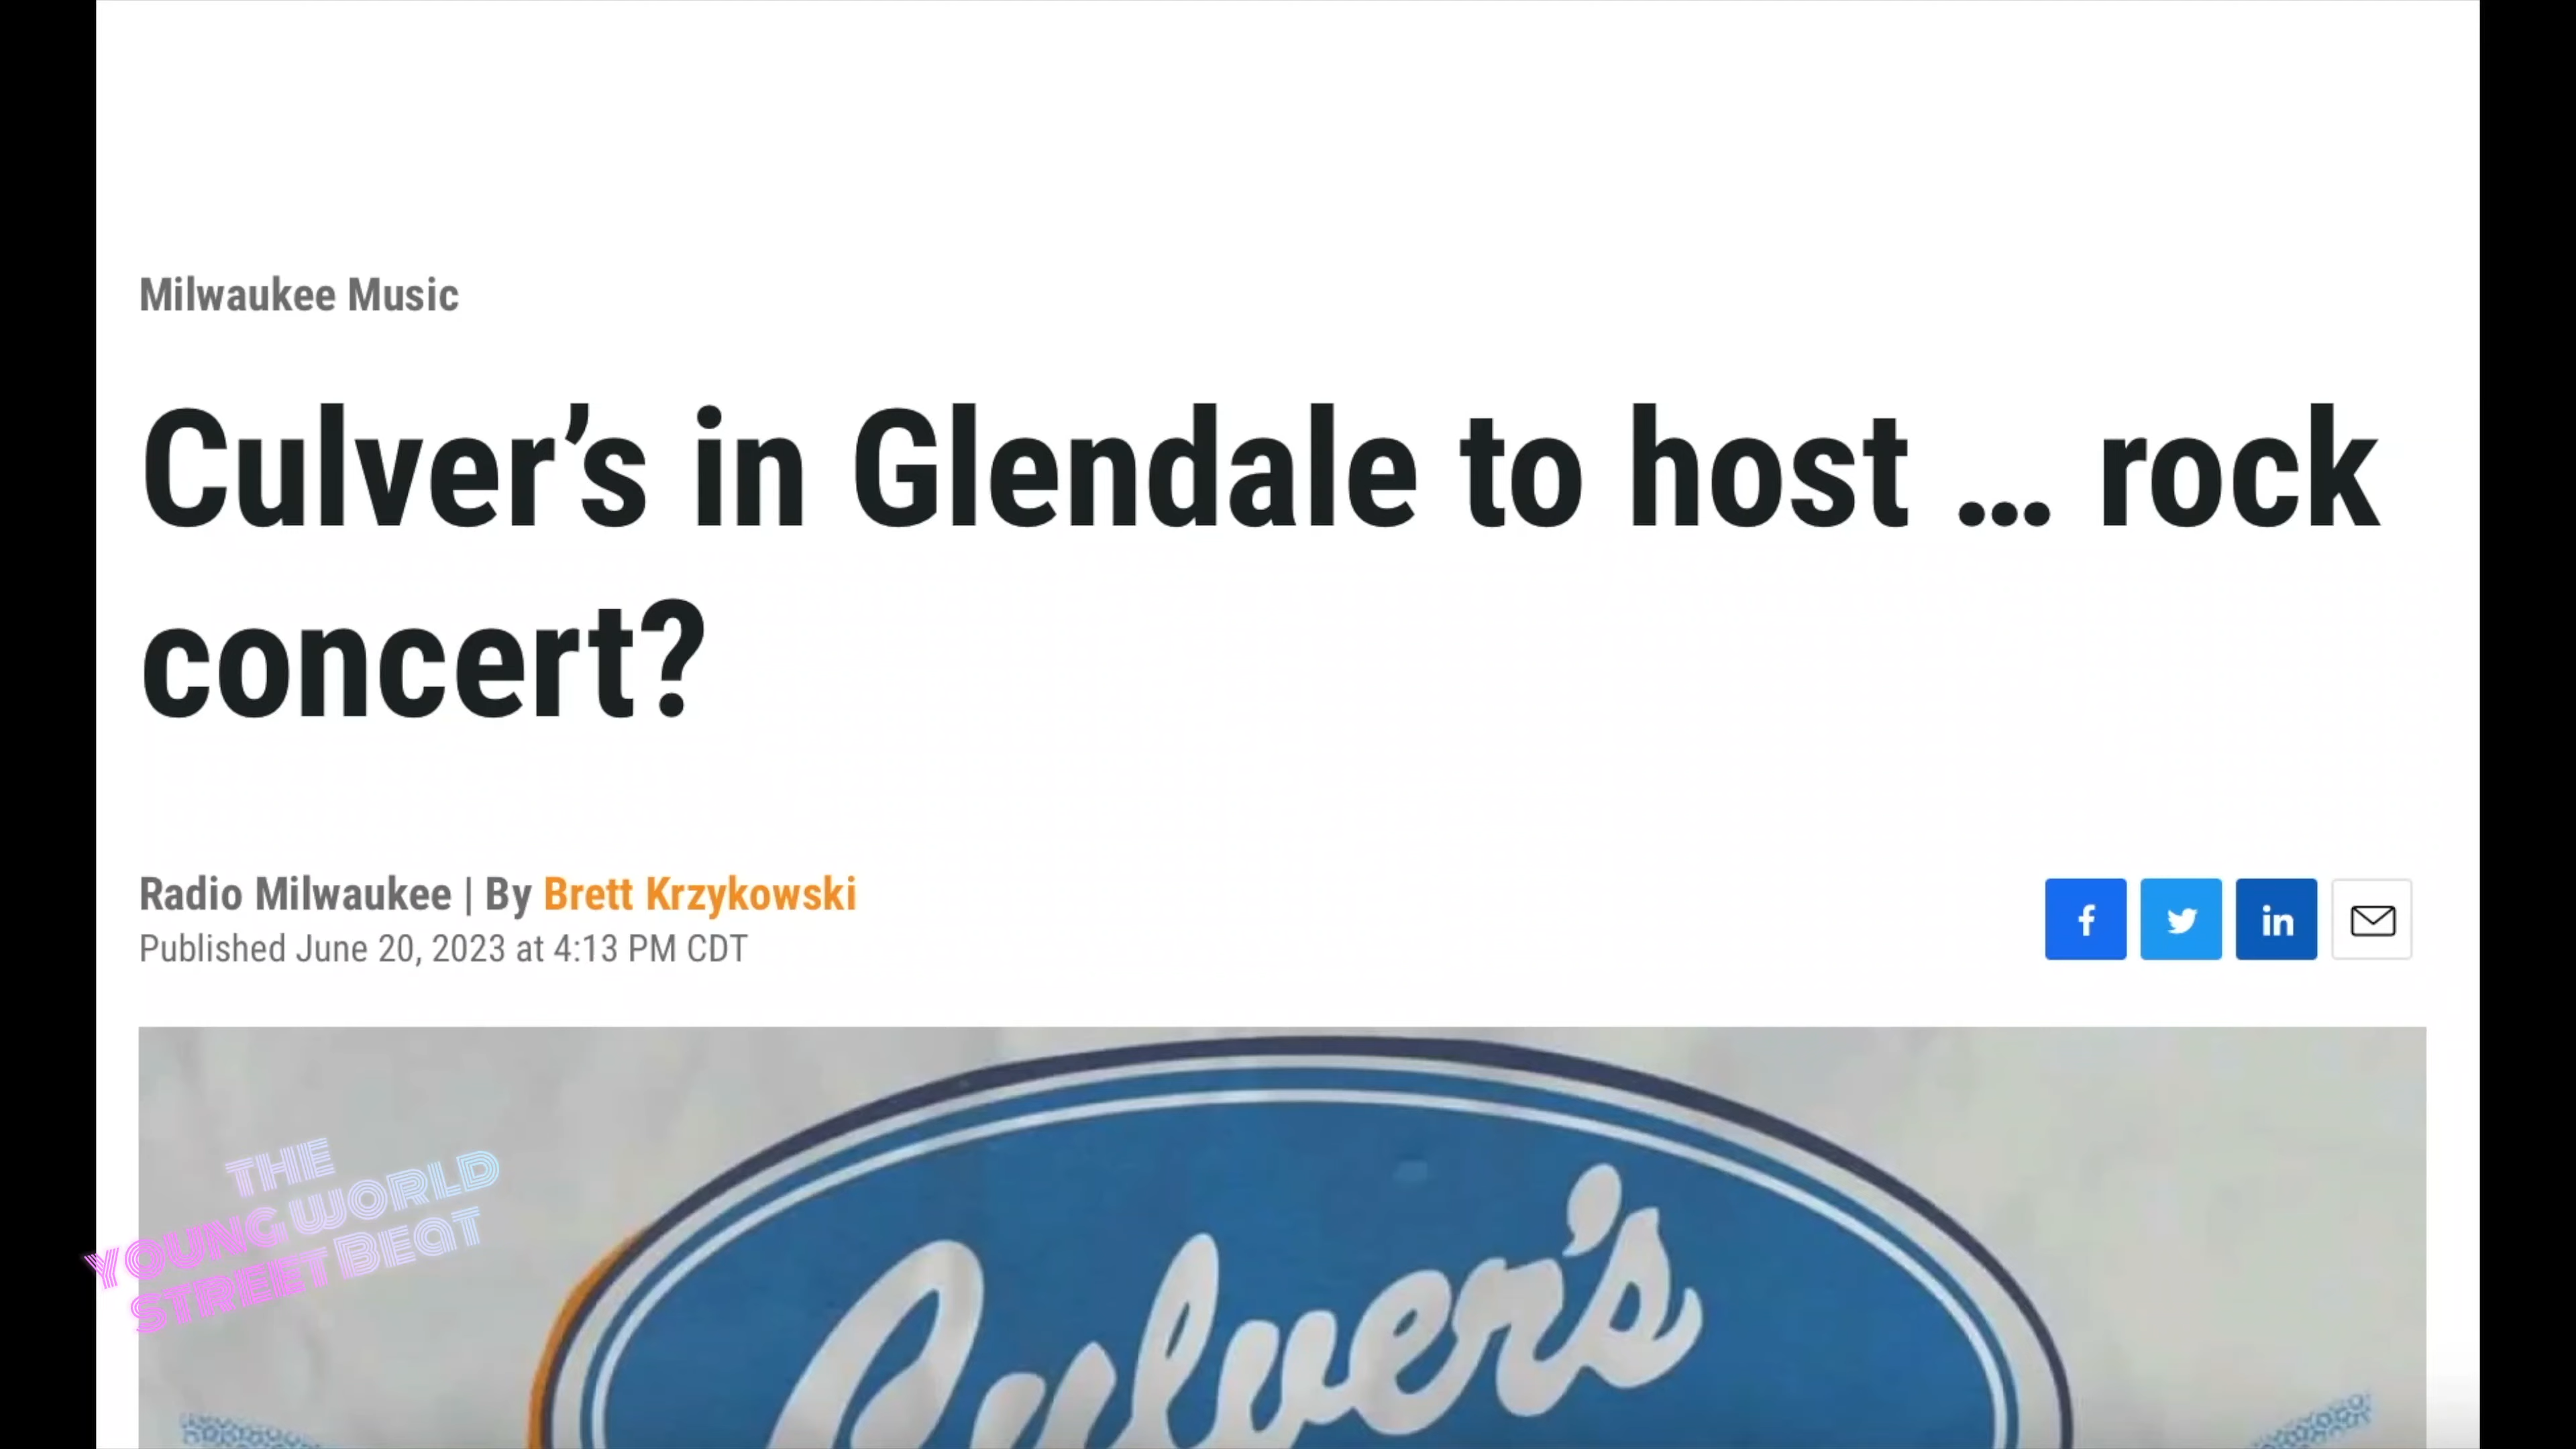 Milwaukee Music
Culver’s in Glendale to host … rock
concert?
Radio Milwaukee | By Brett Krzykowski
Published June 20, 2023 at 4:13 PM CDT
f
in
THE
YOUNG WORLD
STREET BEAT
Culver's